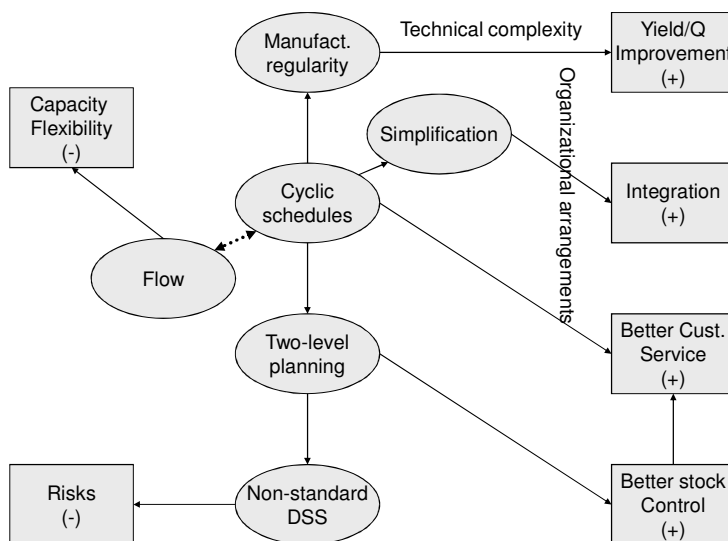 Manufact.
regularity
Technical complexity
Yield/Q
Improvement
(+)
Capacity
Flexibility
(-)
Simplification
Organizational arrangements
Cyclic
schedules
Integration
(+)
Flow
Two-level
planning
Better Cust.
Service
(+)
Risks
(-)
Non-standard
DSS
Better stock
Control
(+)